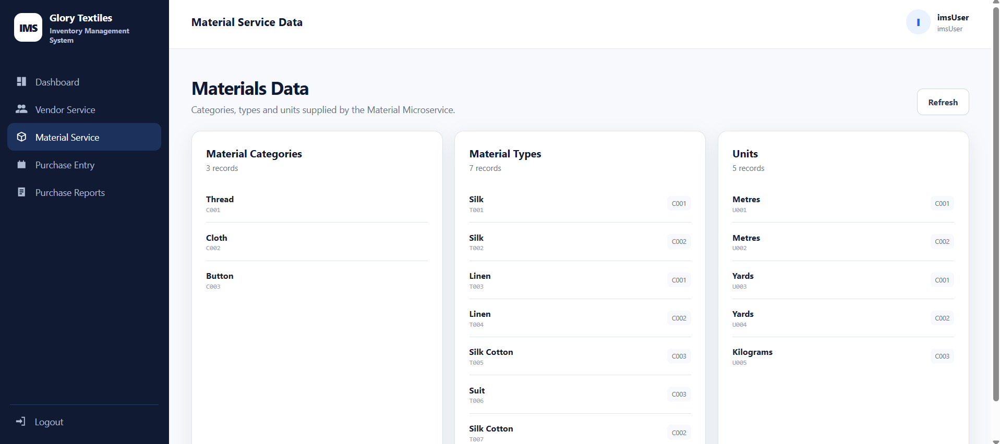 IMS
Glory Textiles
Inventory Management
System
Dashboard
Vendor Service
Material Service
Purchase Entry
Purchase Reports
Logout
Material Service Data
I
imsUser
imsUser
Materials Data
Categories, types and units supplied by the Material Microservice.
Refresh
Material Categories
3 records
Thread
C001
Cloth
C002
Button
C003
Material Types
7 records
Silk
T001
C001
Silk
T002
C002
Linen
T003
C001
Linen
T004
C002
Silk Cotton
T005
C003
Suit
T006
C003
Silk Cotton
T007
C002
Units
5 records
Metres
U001
C001
Metres
U002
C002
Yards
U003
C001
Yards
U004
C002
Kilograms
U005
C003